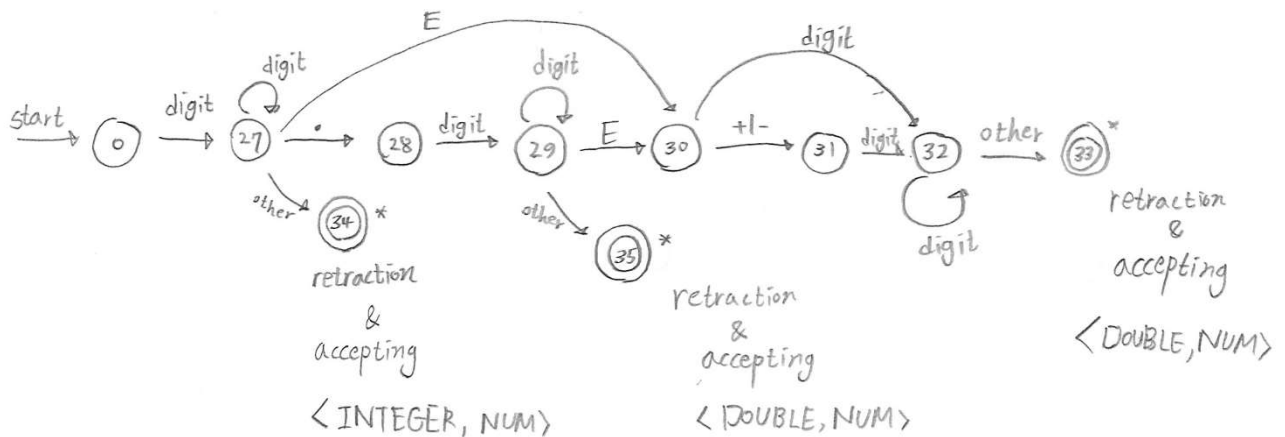 E
digit
digit
digit
start
digit
.
digit
E
+|-
digit
other
*
0
27
28
29
30
31
32
33
other
34
*
other
35
*
digit
retraction
&
accepting
<INTEGER, NUM>
retraction
&
accepting
<DOUBLE, NUM>
retraction
&
accepting
<DOUBLE, NUM>